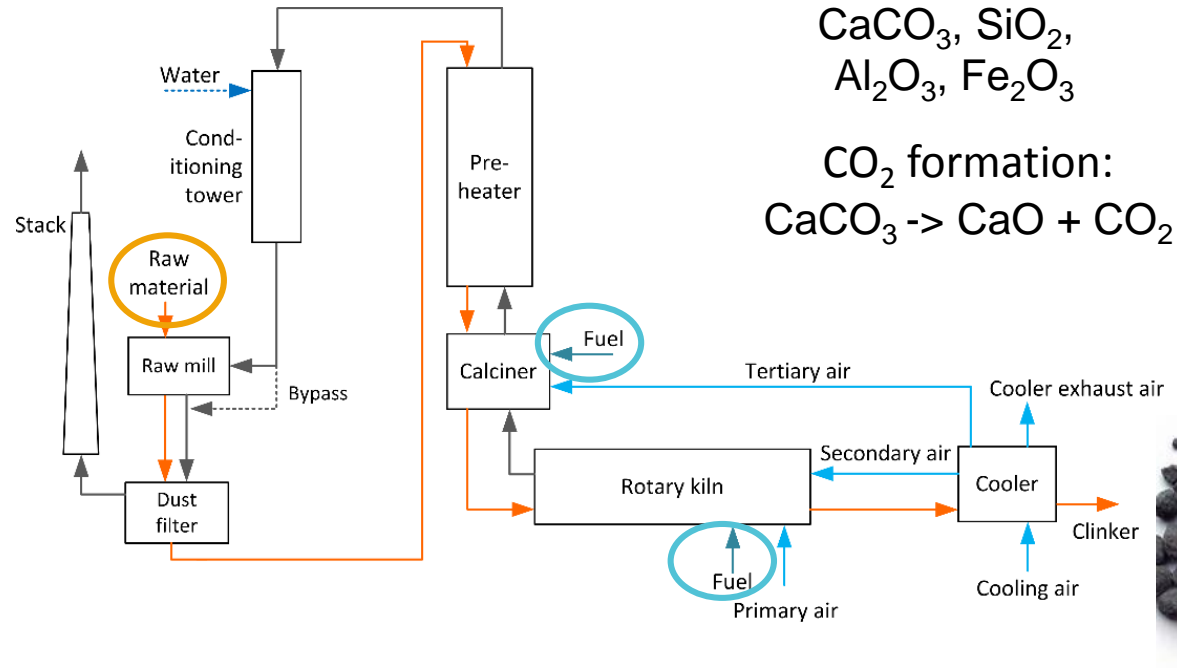 CaCO₃, SiO₂,
Al₂O₃, Fe₂O₃
CO₂ formation:
CaCO₃ -> CaO + CO₂
Water
Cond-
itioning
tower
Pre-
heater
Stack
Raw
material
Raw mill
Bypass
Dust
filter
Fuel
Calciner
Tertiary air
Cooler exhaust air
Secondary air
Rotary kiln
Cooler
Clinker
Fuel
Primary air
Cooling air